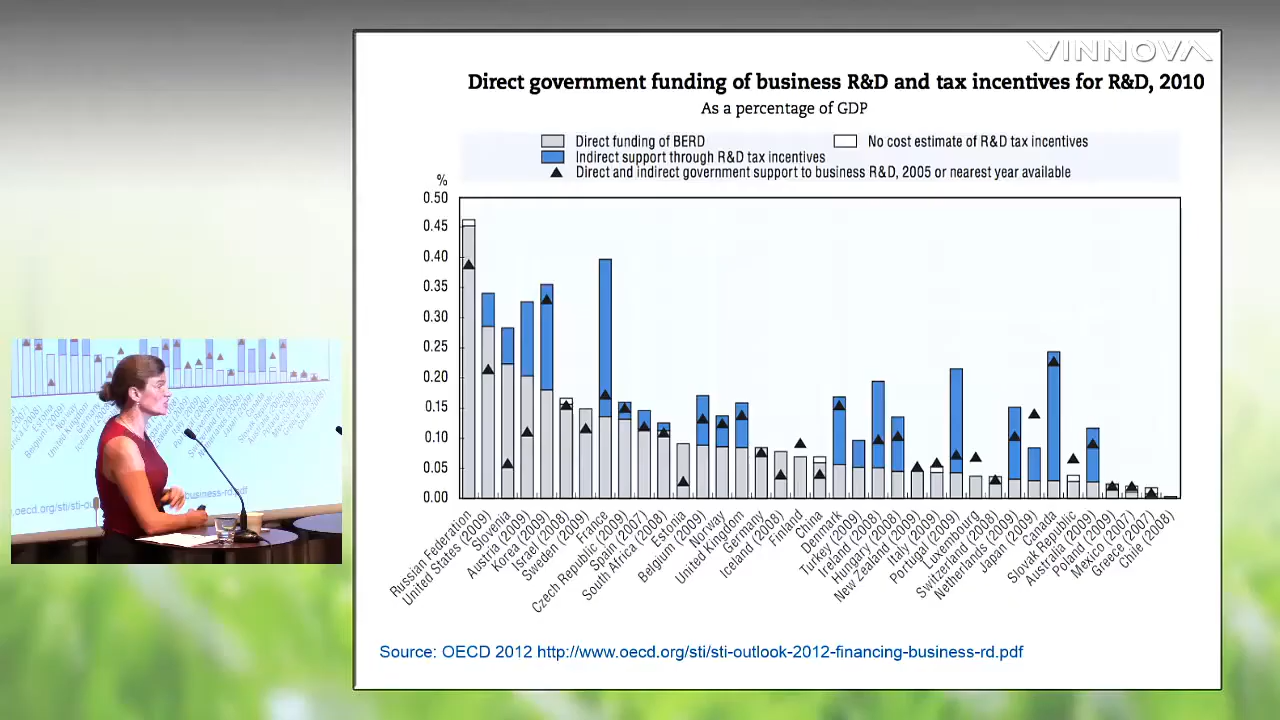 VINNOVA
Direct government funding of business R&D and tax incentives for R&D, 2010
As a percentage of GDP
Direct funding of BERD
No cost estimate of R&D tax incentives
Indirect support through R&D tax incentives
Direct and indirect government support to business R&D, 2005 or nearest year available
%
0.50
0.45
0.40
0.35
0.30
0.25
0.20
0.15
0.10
0.05
0.00
Russian Federation
United States (2009)
Slovenia
Austria (2009)
Korea (2008)
Israel (2008)
Sweden (2009)
France
Czech Republic (2009)
Spain (2007)
South Africa (2008)
Estonia
Belgium (2007)
Norway
United Kingdom
Germany
Iceland (2008)
Finland
China
Denmark
Turkey (2009)
Ireland (2008)
Hungary (2008)
New Zealand (2009)
Italy (2009)
Portugal (2009)
Luxembourg
Switzerland (2008)
Netherlands (2009)
Japan (2009)
Canada
Slovak Republic
Australia (2009)
Poland (2009)
Mexico (2007)
Greece (2007)
Chile (2008)
Source: OECD 2012 http://www.oecd.org/sti/sti-outlook-2012-financing-business-rd.pdf